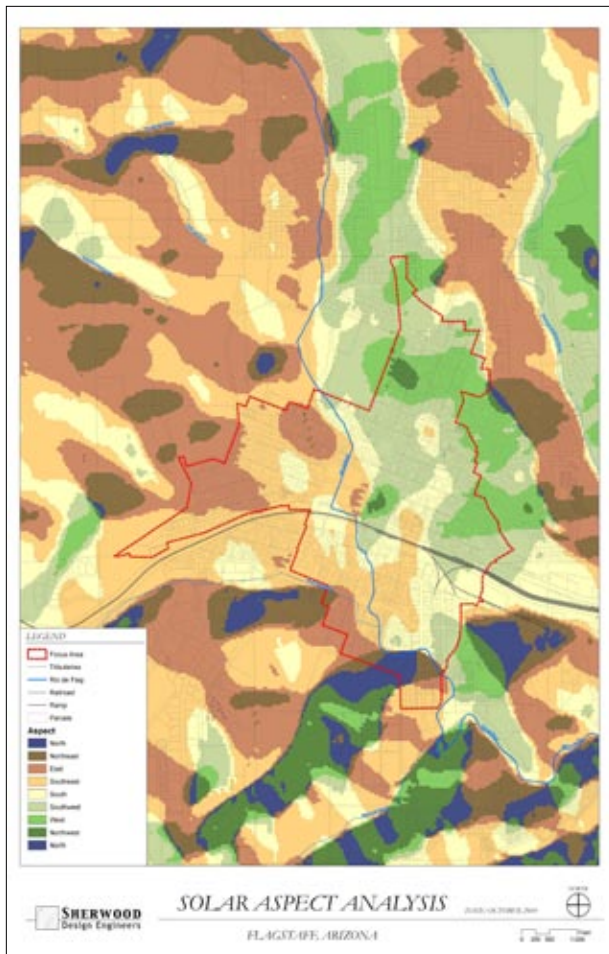 LEGEND
Focus Area
Tributaries
Rio de Flag
Railroad
Ramp
Parcels
Aspect
North
Northeast
East
Southeast
South
Southwest
West
Northwest
North
SHERWOOD
Design Engineers
SOLAR ASPECT ANALYSIS
FLAGSTAFF, ARIZONA